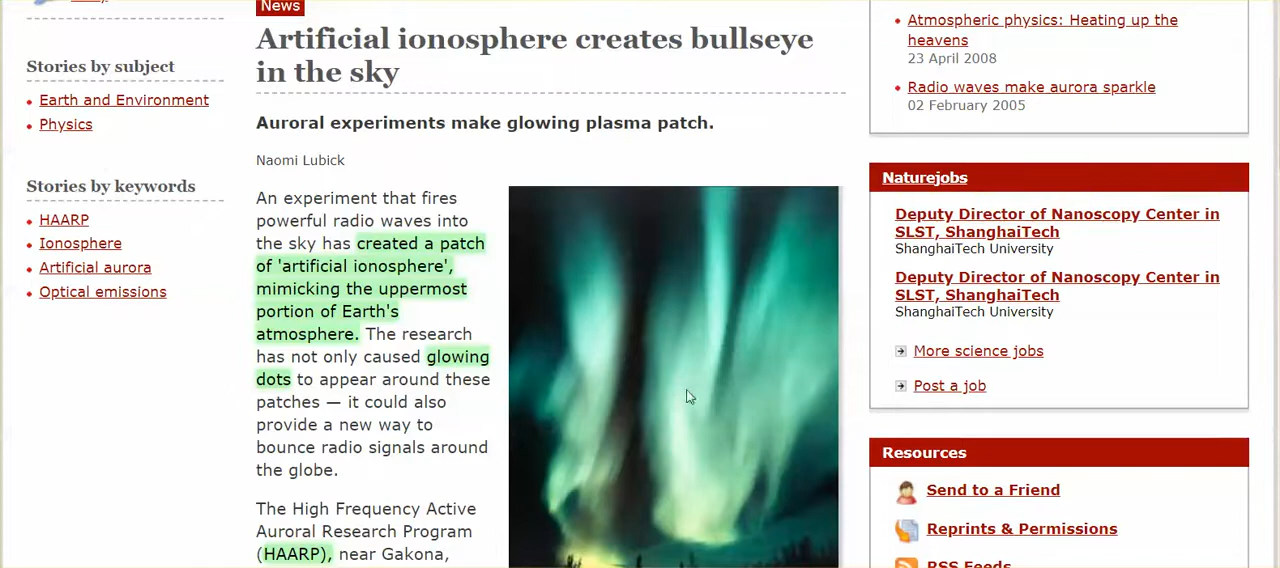 Stories by subject
Earth and Environment
Physics
Stories by keywords
HAARP
Ionosphere
Artificial aurora
Optical emissions
News
Artificial ionosphere creates bullseye
in the sky
Auroral experiments make glowing plasma patch.
Naomi Lubick
An experiment that fires
powerful radio waves into
the sky has created a patch
of 'artificial ionosphere',
mimicking the uppermost
portion of Earth's
atmosphere. The research
has not only caused glowing
dots to appear around these
patches — it could also
provide a new way to
bounce radio signals around
the globe.
The High Frequency Active
Auroral Research Program
(HAARP), near Gakona,
Atmospheric physics: Heating up the
heavens
23 April 2008
Radio waves make aurora sparkle
02 February 2005
Naturejobs
Deputy Director of Nanoscopy Center in
SLST, ShanghaiTech
ShanghaiTech University
Deputy Director of Nanoscopy Center in
SLST, ShanghaiTech
ShanghaiTech University
More science jobs
Post a job
Resources
Send to a Friend
Reprints & Permissions
RSS Feeds